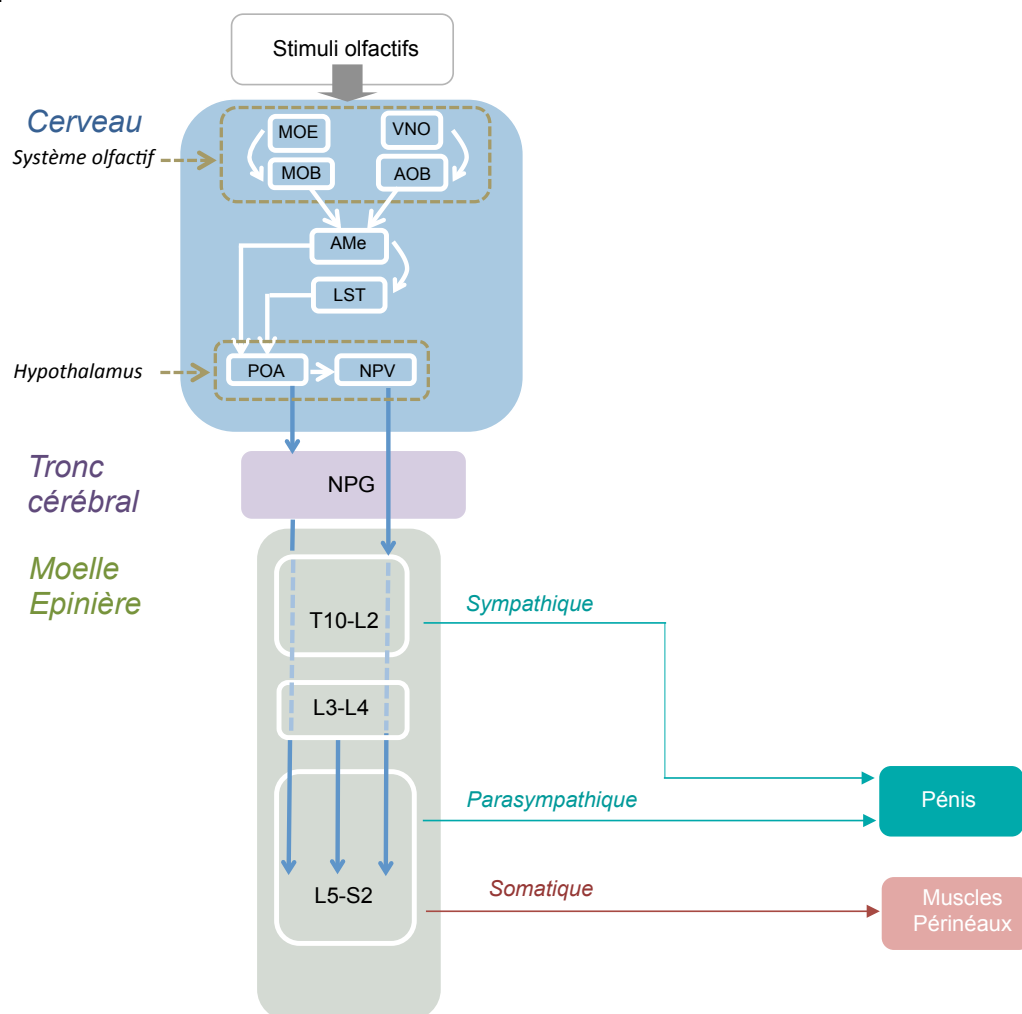 Stimuli olfactifs
Cerveau
Système olfactif
MOE
VNO
MOB
AOB
AMe
LST
Hypothalamus
POA
NPV
Tronc
cérébral
NPG
Moelle
Epinière
T10-L2
Sympathique
L3-L4
Parasympathique
Pénis
L5-S2
Somatique
Muscles
Périnéaux